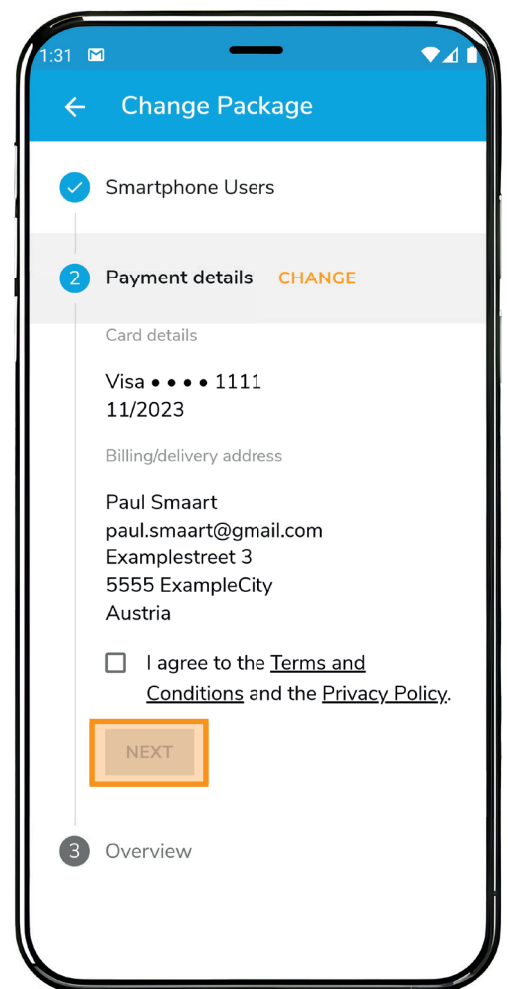 1:31
Change Package
Smartphone Users
2 Payment details CHANGE
Card details
Visa • • • • 1111
11/2023
Billing/delivery address
Paul Smaart
paul.smaart@gmail.com
Examplestreet 3
5555 ExampleCity
Austria
I agree to the Terms and
Conditions and the Privacy Policy.
NEXT
3 Overview